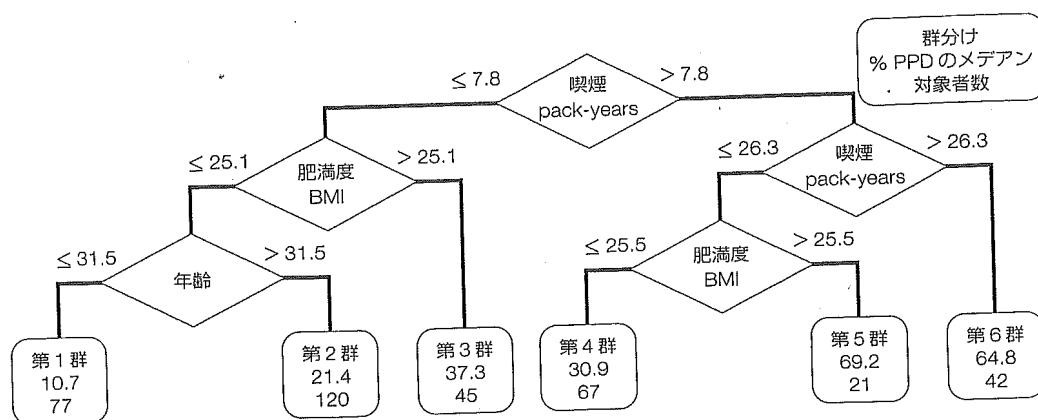 群分け
% PPDのメデアン
対象者数
≤ 7.8
喫煙
pack-years
> 7.8
≤ 25.1
肥満度
BMI
> 25.1
≤ 26.3
喫煙
pack-years
> 26.3
≤ 31.5
年齢
> 31.5
≤ 25.5
肥満度
BMI
> 25.5
第1群
10.7
77
第2群
21.4
120
第3群
37.3
45
第4群
30.9
67
第5群
69.2
21
第6群
64.8
42